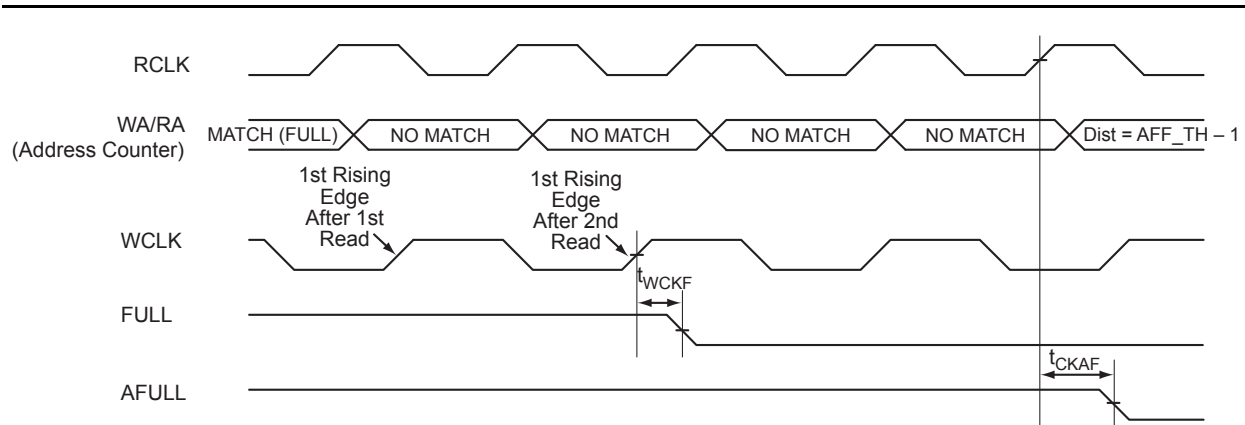 RCLK
WA/RA
(Address Counter)
MATCH (FULL)
NO MATCH
NO MATCH
NO MATCH
NO MATCH
Dist = AFF_TH – 1
1st Rising
Edge
After 1st
Read
1st Rising
Edge
After 2nd
Read
WCLK
tWCKF
FULL
tCKAF
AFULL